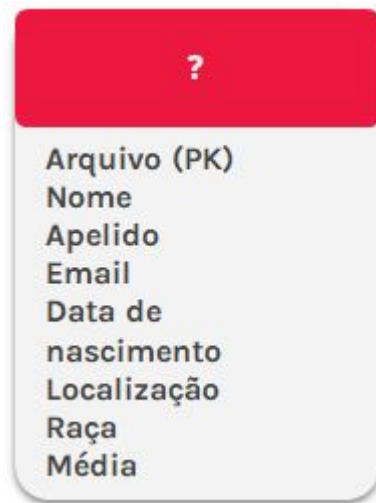 ?
Arquivo (PK)
Nome
Apelido
Email
Data de
nascimento
Localização
Raça
Média